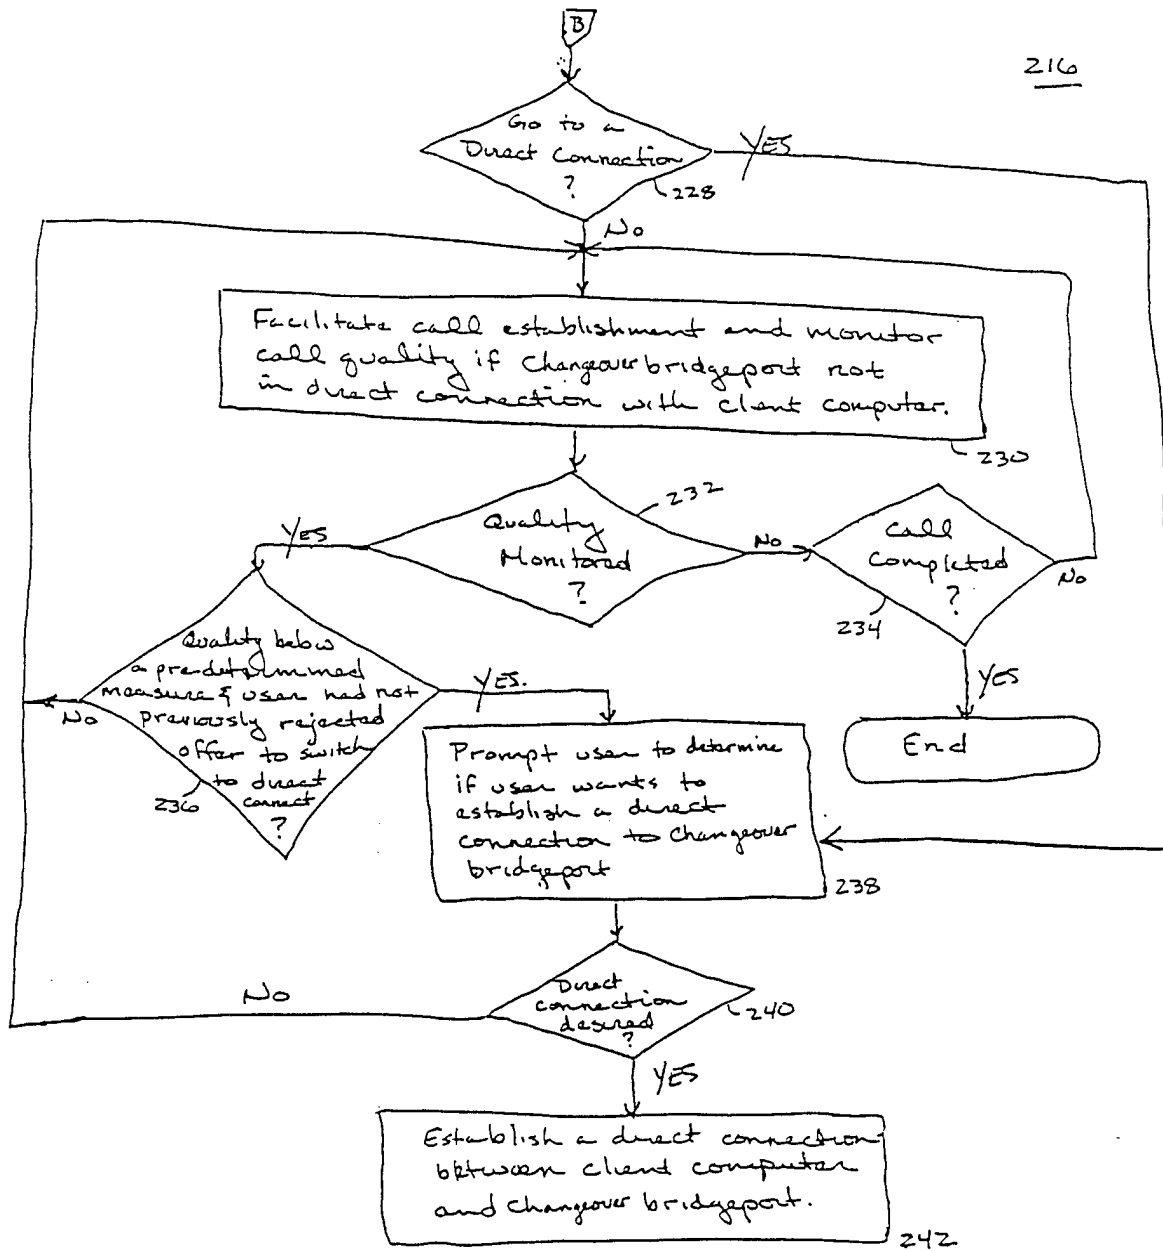 B
216
Go to a
Direct Connection
?
228
YES
No
Facilitate call establishment and monitor
call quality if Changeover bridgeport not
in direct connection with client computer.
230
232
Quality
Monitored
?
YES
No
Call
Completed
?
No
234
YES
End
Quality below
a pre-determined
measure & user had not
previously rejected
offer to switch
to direct
connect
?
No
236
YES.
Prompt user to determine
if user wants to
establish a direct
connection to Changeover
bridgeport
238
Direct
connection
desired
?
240
No
YES
Establish a direct connection
between client computer
and Changeover bridgeport.
242